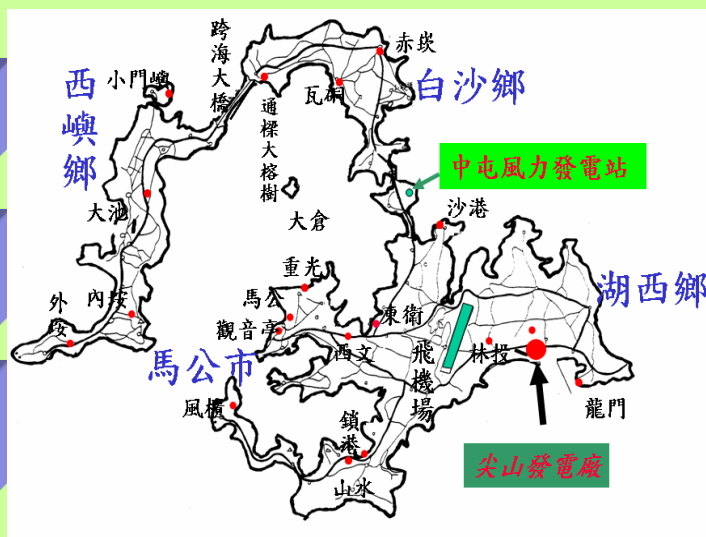 跨海大橋
赤崁
小門嶼
西嶼鄉
瓦硐
白沙鄉
通樑大榕樹
中屯風力發電站
大池
大倉
沙港
重光
湖西鄉
外垵
內垵
馬公
觀音亭
東衛
西文
飛機場
林投
馬公市
風櫃
鎖港
龍門
山水
尖山發電廠